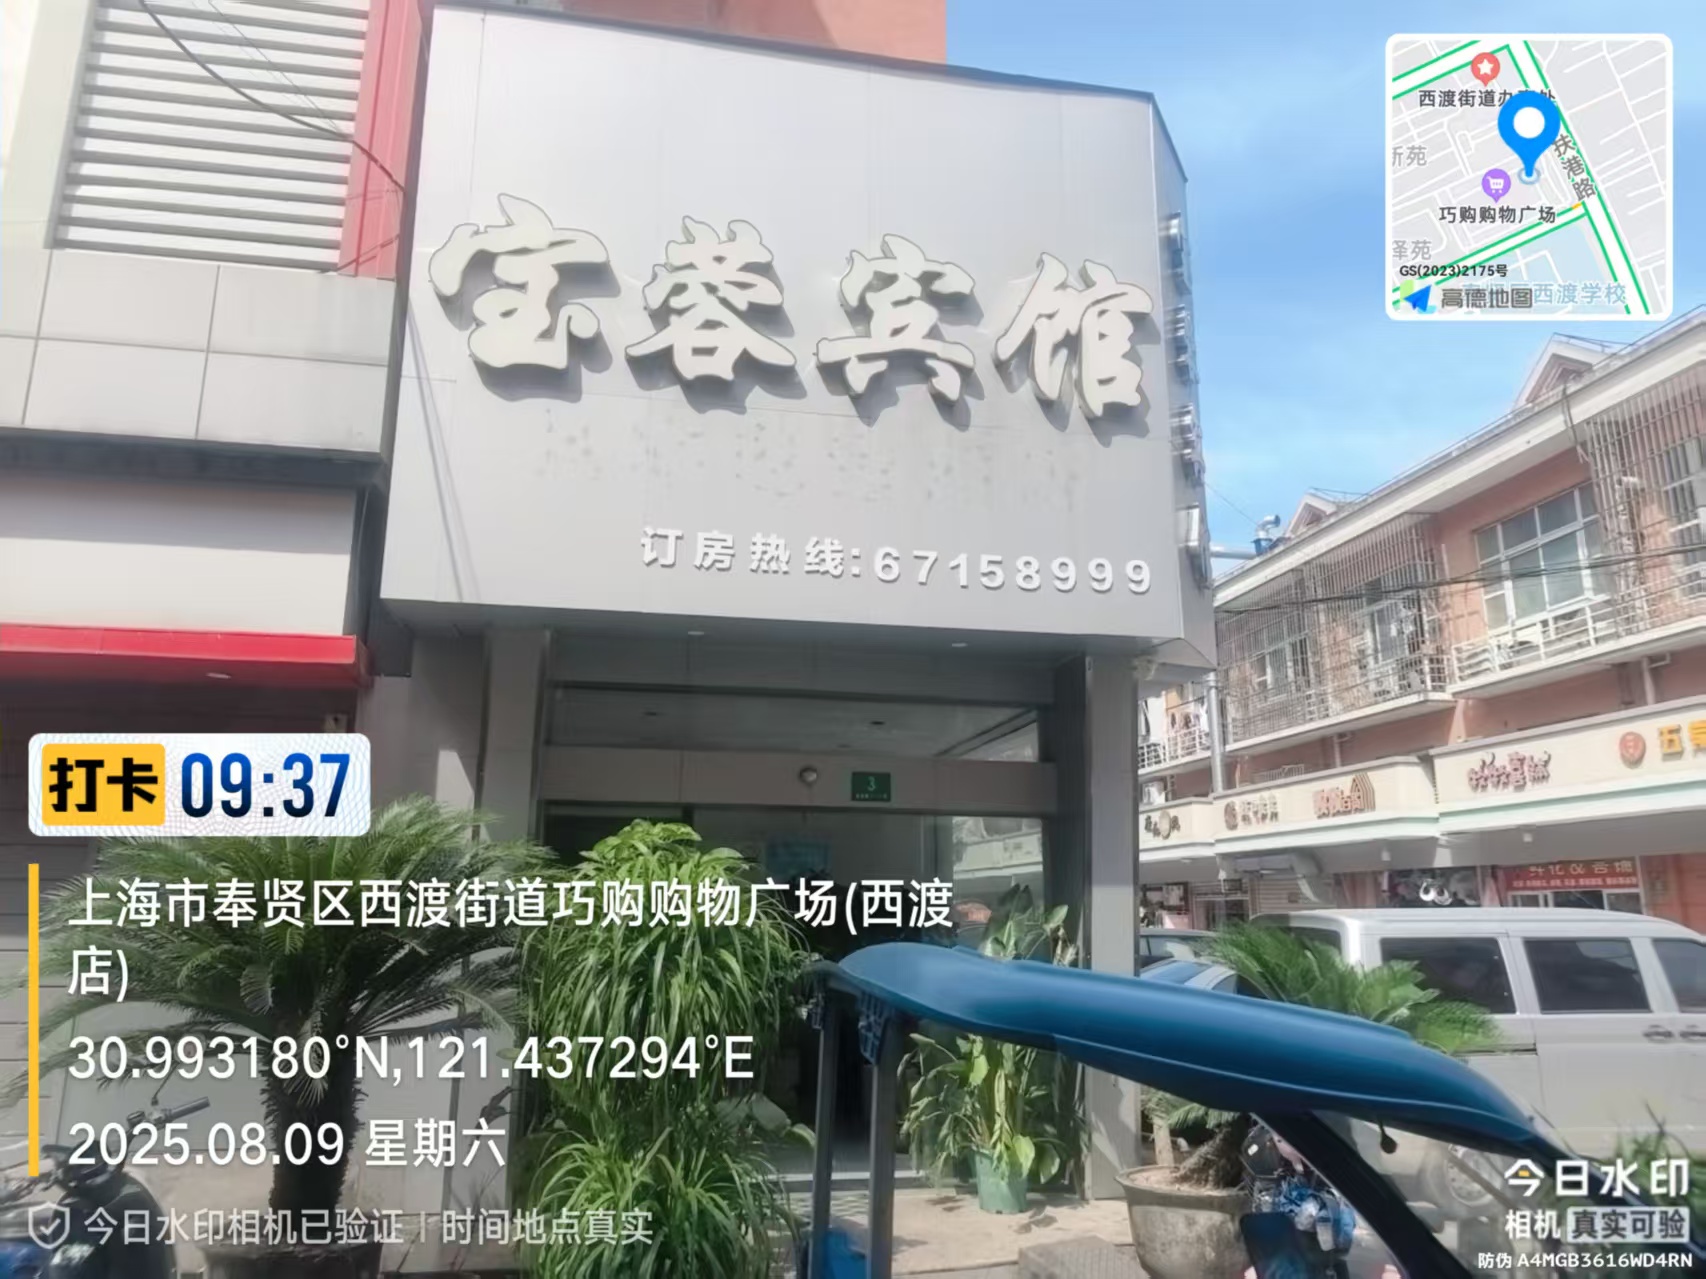 宝蓉宾馆
订房热线:67158999
3
西渡街道办事处
扶港路
巧购购物广场
GS(2023)2175号
高德地图
西渡学校
打卡 09:37
上海市奉贤区西渡街道巧购购物广场(西渡
店)
30.993180°N,121.437294°E
2025.08.09 星期六
今日水印相机已验证 | 时间地点真实
今日水印
相机 真实可验
防伪 A4MGB3616WD4RN